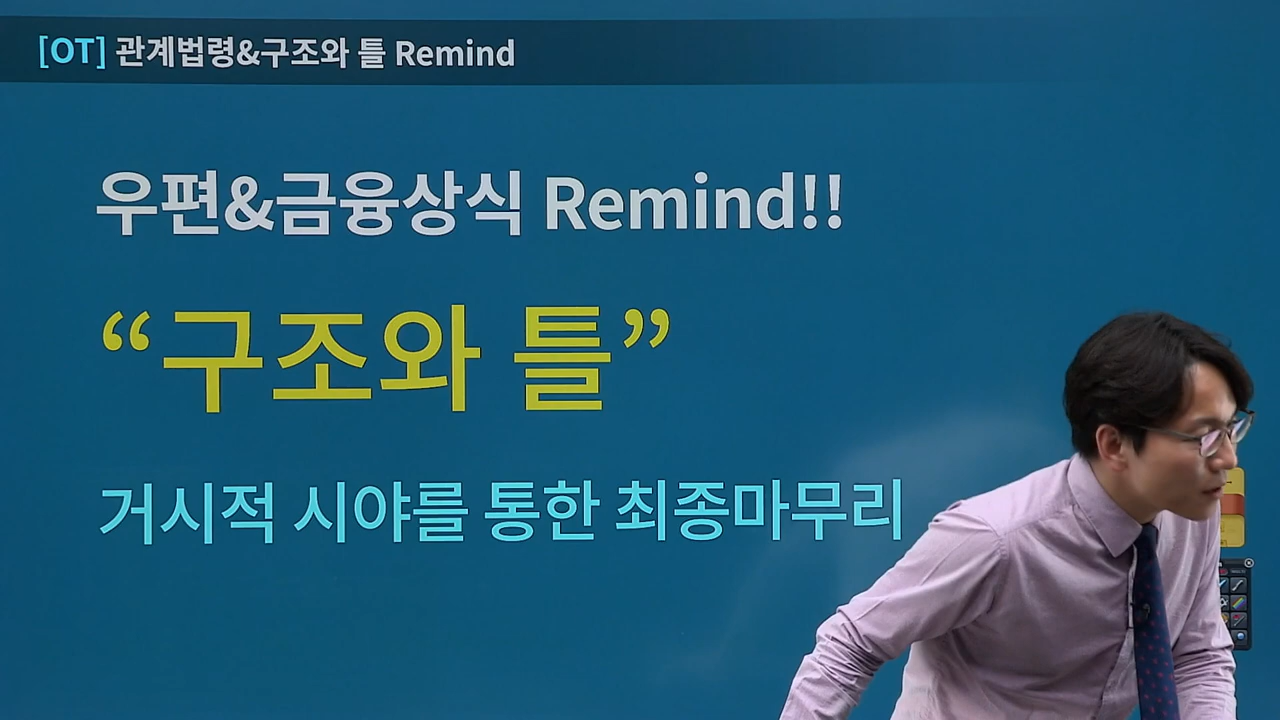 [OT] 관계법령&구조와 틀 Remind
우편&금융상식 Remind!!
“구조와 틀”
거시적 시야를 통한 최종마무리